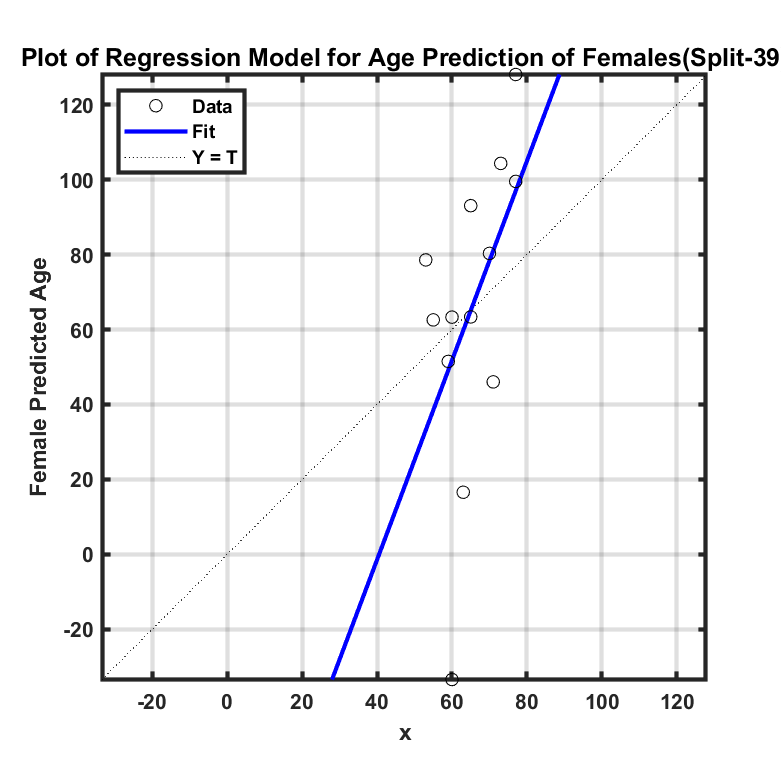 Plot of Regression Model for Age Prediction of Females(Split-39
Data
Fit
Y = T
120
100
80
60
40
20
0
-20
Female Predicted Age
-20 0 20 40 60 80 100 120
x